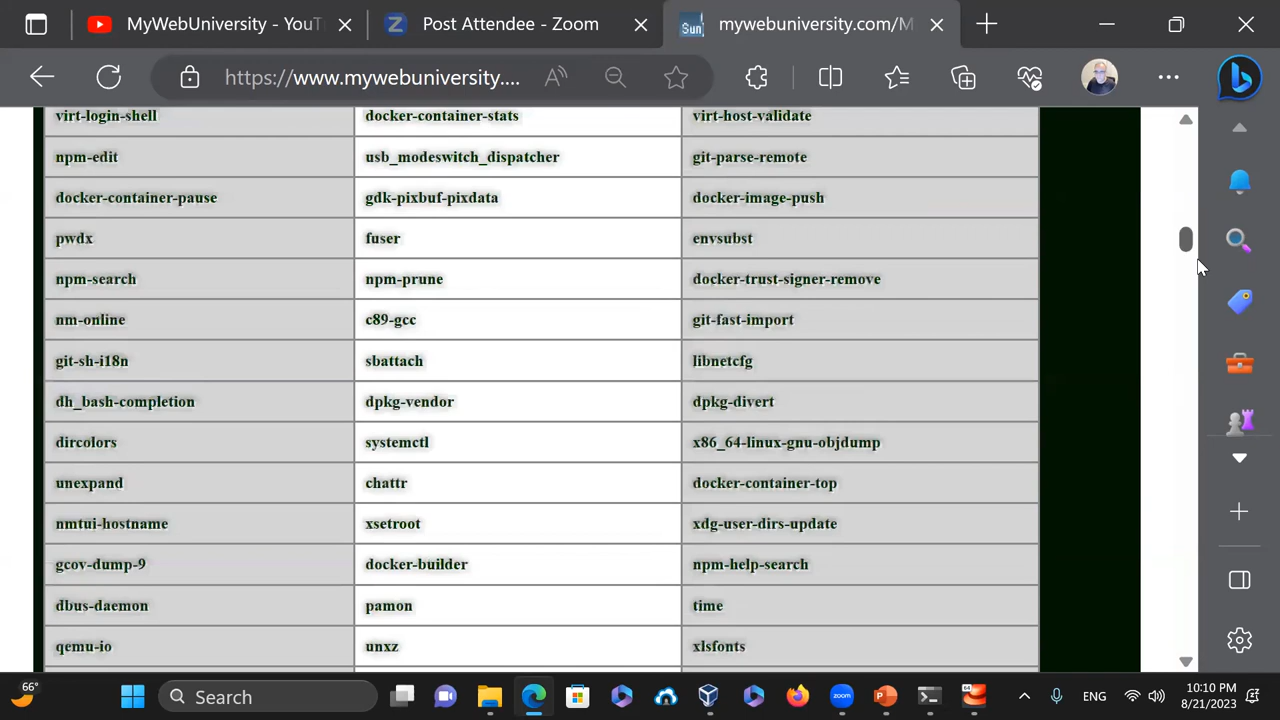 MyWebUniversity - YouT
Post Attendee - Zoom
Sun
mywebuniversity.com/M
https://www.mywebuniversity....
virt-login-shell docker-container-stats virt-host-validate
npm-edit usb_modeswitch_dispatcher git-parse-remote
docker-container-pause gdk-pixbuf-pixdata docker-image-push
pwdx fuser envsubst
npm-search npm-prune docker-trust-signer-remove
nm-online c89-gcc git-fast-import
git-sh-i18n sbattach libnetcfg
dh_bash-completion dpkg-vendor dpkg-divert
dircolors systemctl x86_64-linux-gnu-objdump
unexpand chattr docker-container-top
nmtui-hostname xsetroot xdg-user-dirs-update
gcov-dump-9 docker-builder npm-help-search
dbus-daemon pamon time
qemu-io unxz xlsfonts
66°
Search
zoom
ENG
10:10 PM
8/21/2023